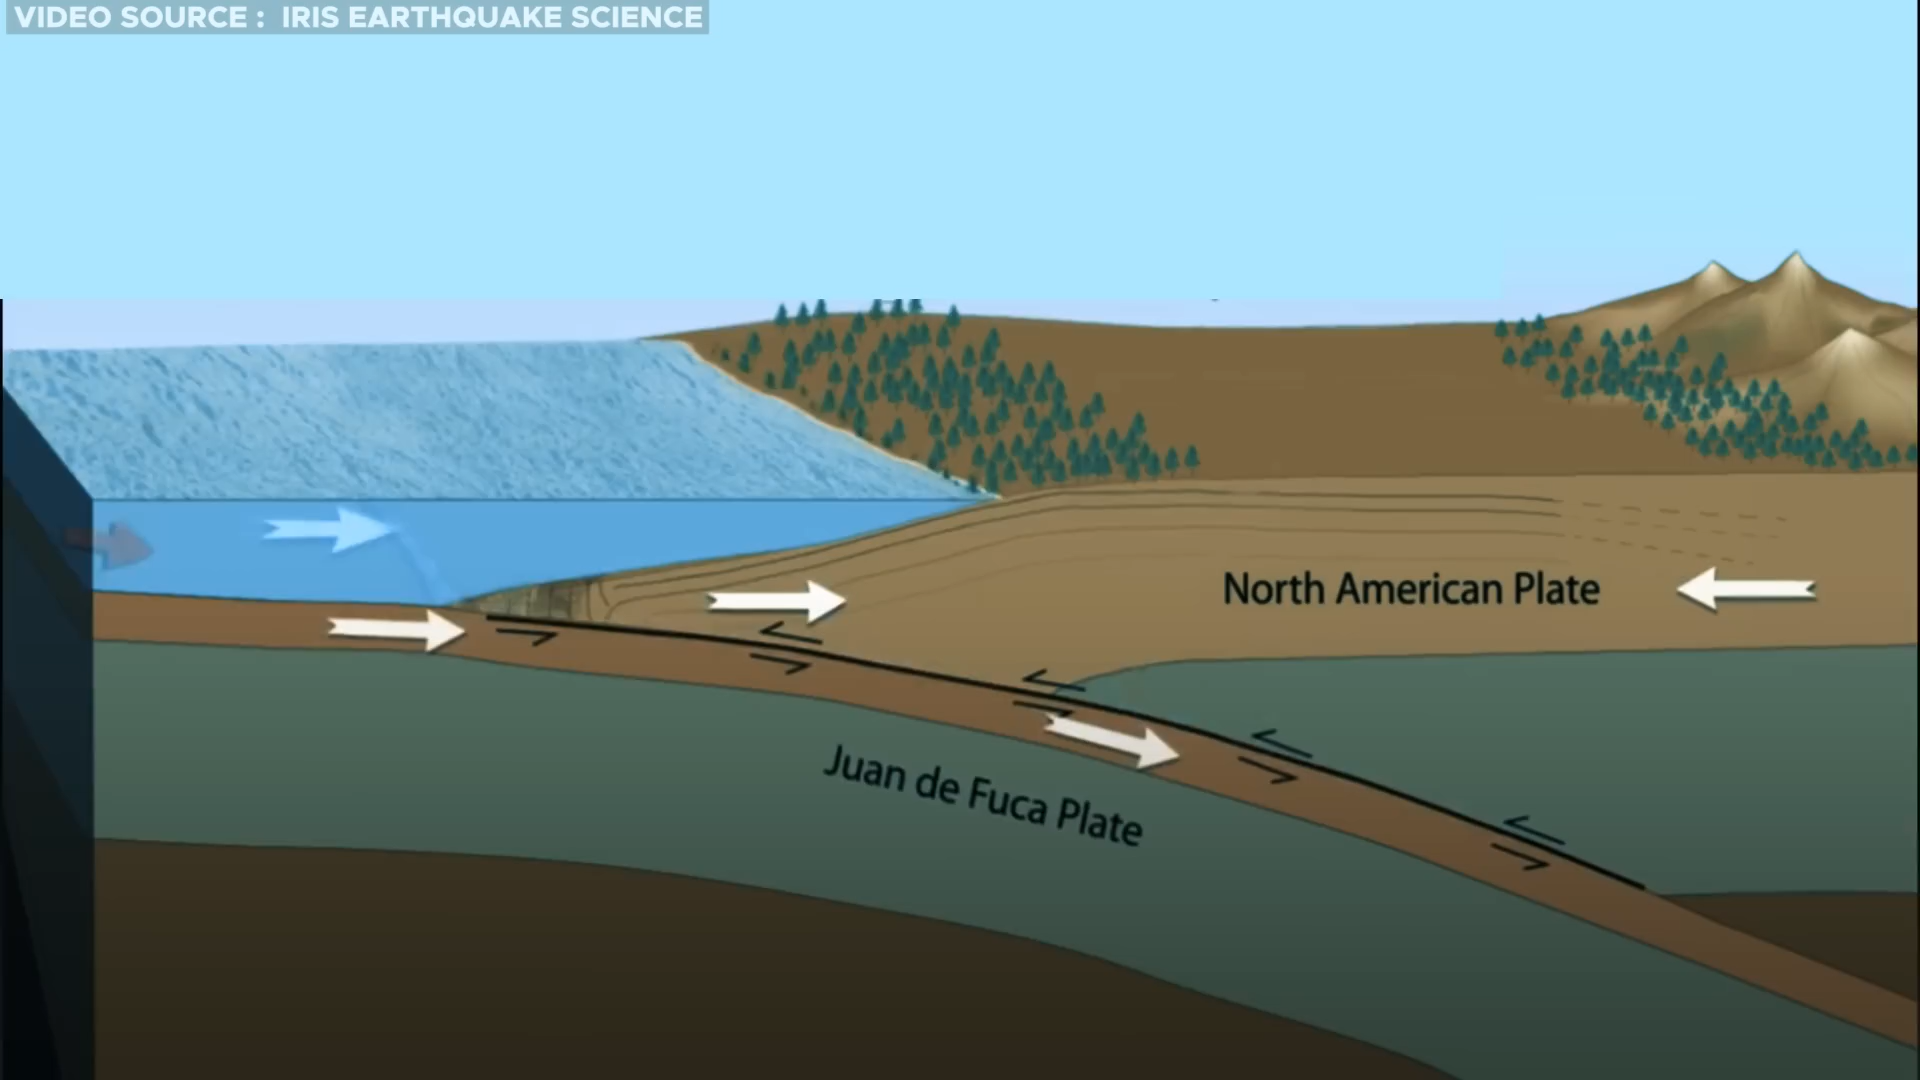 VIDEO SOURCE : IRIS EARTHQUAKE SCIENCE
North American Plate
Juan de Fuca Plate